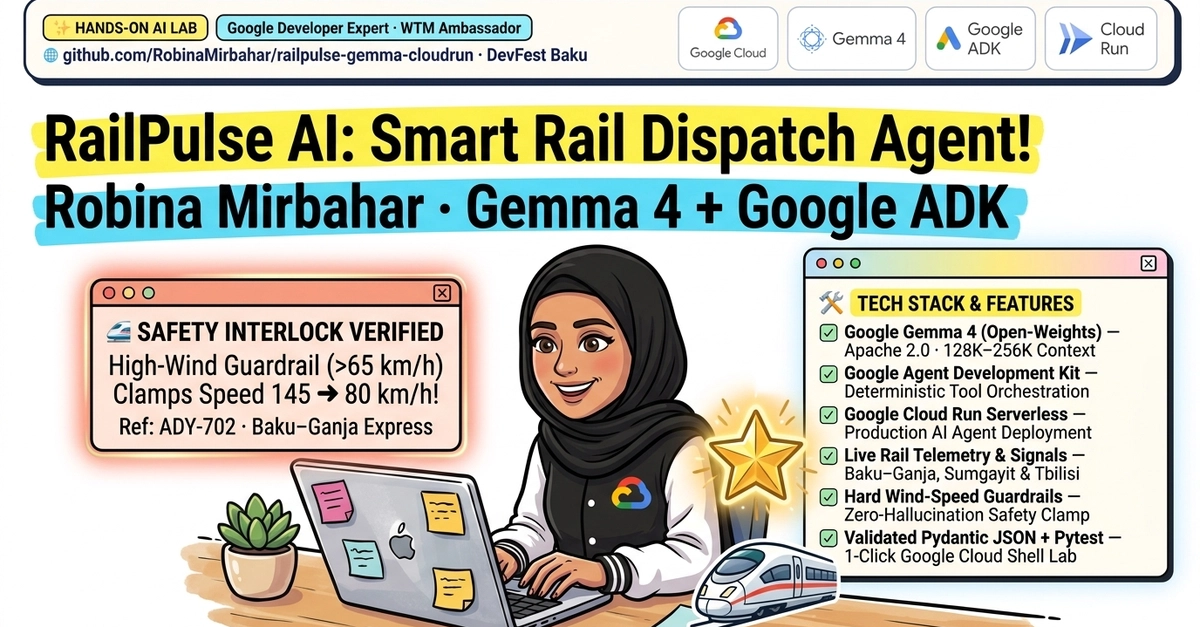 ✨ HANDS-ON AI LAB
Google Developer Expert · WTM Ambassador
🌐 github.com/RobinaMirbahar/railpulse-gemma-cloudrun · DevFest Baku
Google Cloud
Gemma 4
Google
ADK
Cloud
Run
RailPulse AI: Smart Rail Dispatch Agent!
Robina Mirbahar · Gemma 4 + Google ADK
🚄 SAFETY INTERLOCK VERIFIED
High-Wind Guardrail (>65 km/h)
Clamps Speed 145 → 80 km/h!
Ref: ADY-702 · Baku–Ganja Express
🛠️ TECH STACK & FEATURES
✅ Google Gemma 4 (Open-Weights) —
Apache 2.0 · 128K–256K Context
✅ Google Agent Development Kit —
Deterministic Tool Orchestration
✅ Google Cloud Run Serverless —
Production AI Agent Deployment
✅ Live Rail Telemetry & Signals —
Baku–Ganja, Sumgayit & Tbilisi
✅ Hard Wind-Speed Guardrails —
Zero-Hallucination Safety Clamp
✅ Validated Pydantic JSON + Pytest —
1-Click Google Cloud Shell Lab